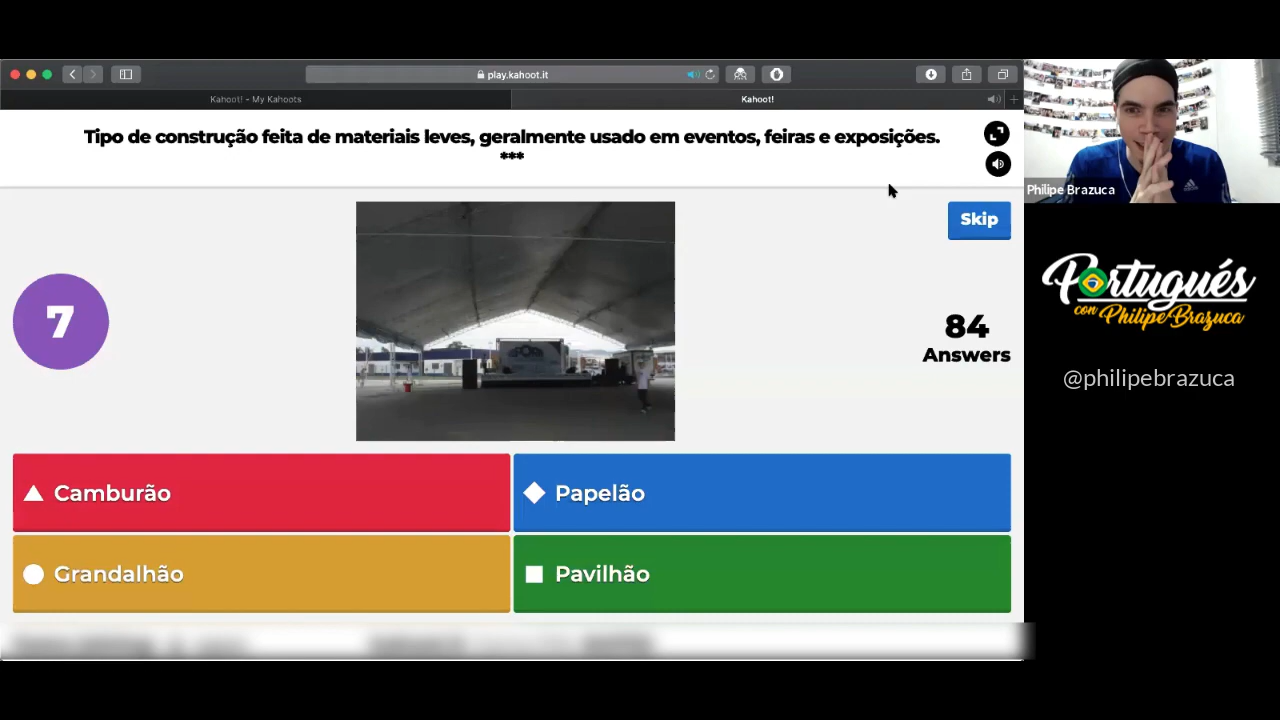 play.kahoot.it
Kahoot! - My Kahoots
Kahoot!
Tipo de construção feita de materiais leves, geralmente usado em eventos, feiras e exposições.
***
Philipe Brazuca
Skip
7
84
Answers
Portugués
con Philipe Brazuca
@philipebrazuca
Camburão
Papelão
Grandalhão
Pavilhão